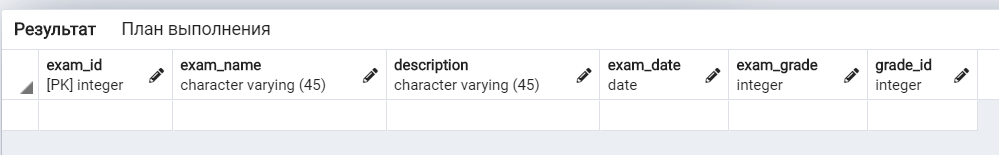 Результат План выполнения
exam_id exam_name description exam_date exam_grade grade_id
[PK] integer character varying (45) character varying (45) date integer integer